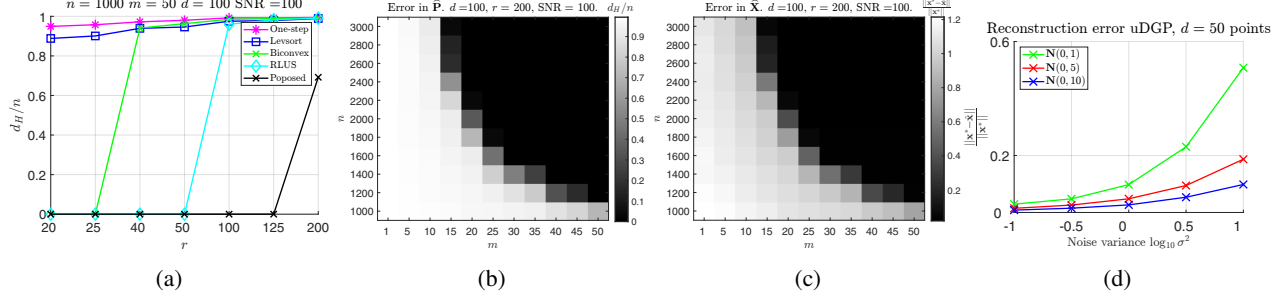 n = 1000 m = 50 d = 100 SNR =100
One-step
Levsort
Biconvex
RLUS
Poposed
d_H/n
1
0.8
0.6
0.4
0.2
0
20 25 40 50 100 125 200
r
(a)
Error in P̂. d =100, r = 200, SNR = 100. d_H/n
n
3000
2800
2600
2400
2200
2000
1800
1600
1400
1200
1000
1 5 10 15 20 25 30 35 40 45 50
m
0.9
0.8
0.7
0.6
0.5
0.4
0.3
0.2
0.1
0
(b)
Error in X̂. d=100, r = 200, SNR =100. ||x*−x̂||/||x*||
n
3000
2800
2600
2400
2200
2000
1800
1600
1400
1200
1000
1 5 10 15 20 25 30 35 40 45 50
m
1.2
1
0.8
0.6
0.4
0.2
(c)
Reconstruction error uDGP, d = 50 points
N(0, 1)
N(0, 5)
N(0, 10)
||x*−x̂||/||x*||
0.6
0.2
0
-1 -0.5 0 0.5 1
Noise variance log₁₀ σ²
(d)